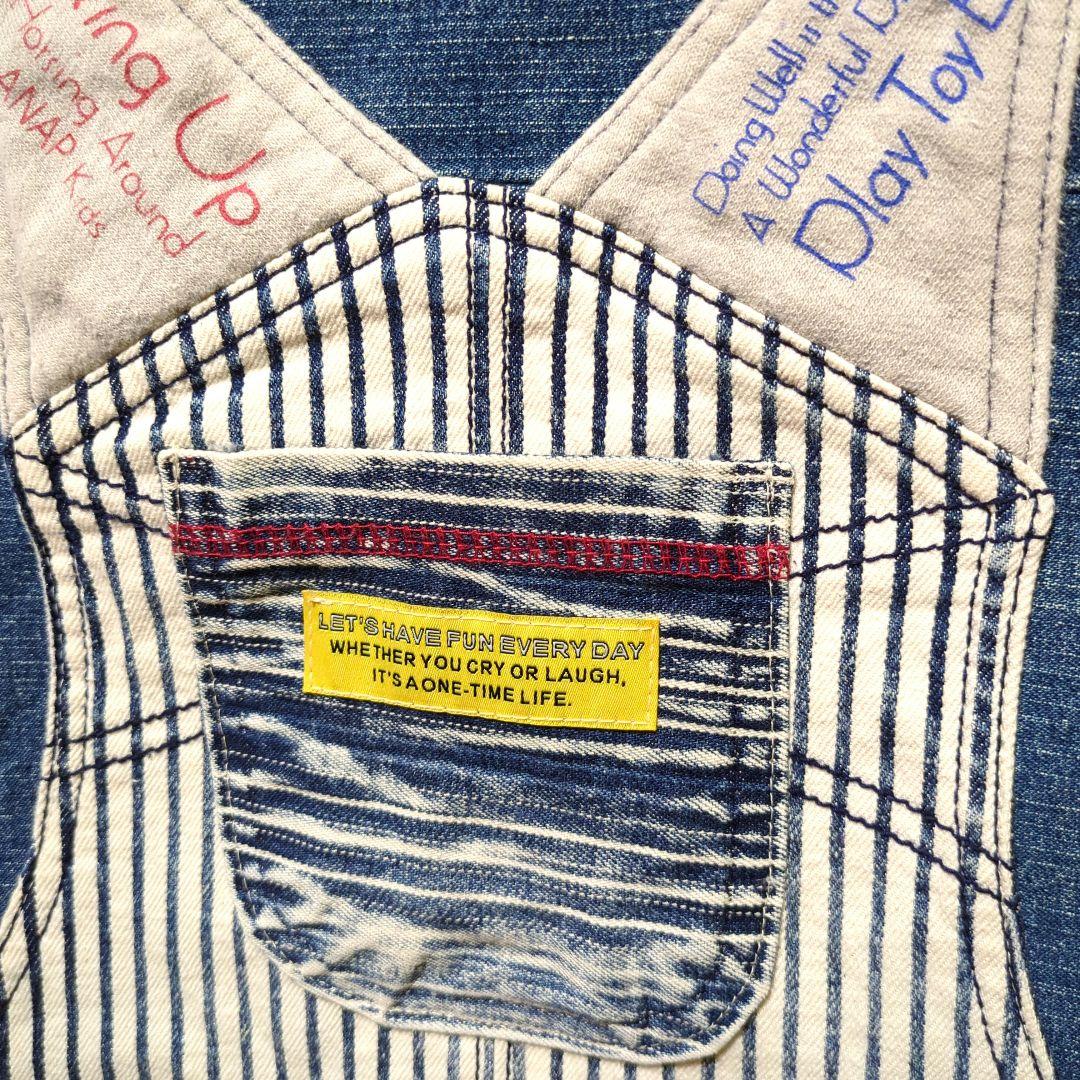 Up
Horsing Around
ANAP Kids
Doing Well is
A Wonderful
Dlay Toy
LET'S HAVE FUN EVERY DAY
WHETHER YOU CRY OR LAUGH,
IT'S A ONE-TIME LIFE.